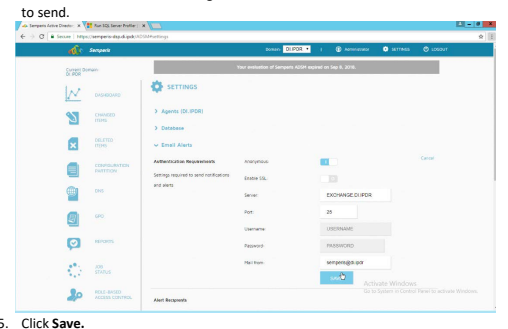 to send.
Semperis Active Director
Run SQL Server Profiler
Secure
https://semperis-dsp.di.ipdr/ADSM#settings
Semperis
Domain: DI.IPDR
Administrator
SETTINGS
LOGOUT
Current Domain:
DI.IPDR
Your evaluation of Semperis ADSM expired on Sep 8, 2018.
SETTINGS
DASHBOARD
Agents (DI.IPDR)
CHANGED
ITEMS
Database
DELETED
ITEMS
Email Alerts
Authentication Requirements
Anonymous:
Cancel
CONFIGURATION
PARTITION
Settings required to send notifications
and alerts
Enable SSL:
Server:
EXCHANGE.DI.IPDR
DNS
Port:
25
GPO
Username:
USERNAME
REPORTS
Password:
PASSWORD
Mail From:
semperis@di.ipdr
JOB
STATUS
SAVE
Activate Windows
Go to System in Control Panel to activate Windows.
ROLE BASED
ACCESS CONTROL
Alert Recipients
5. Click Save.